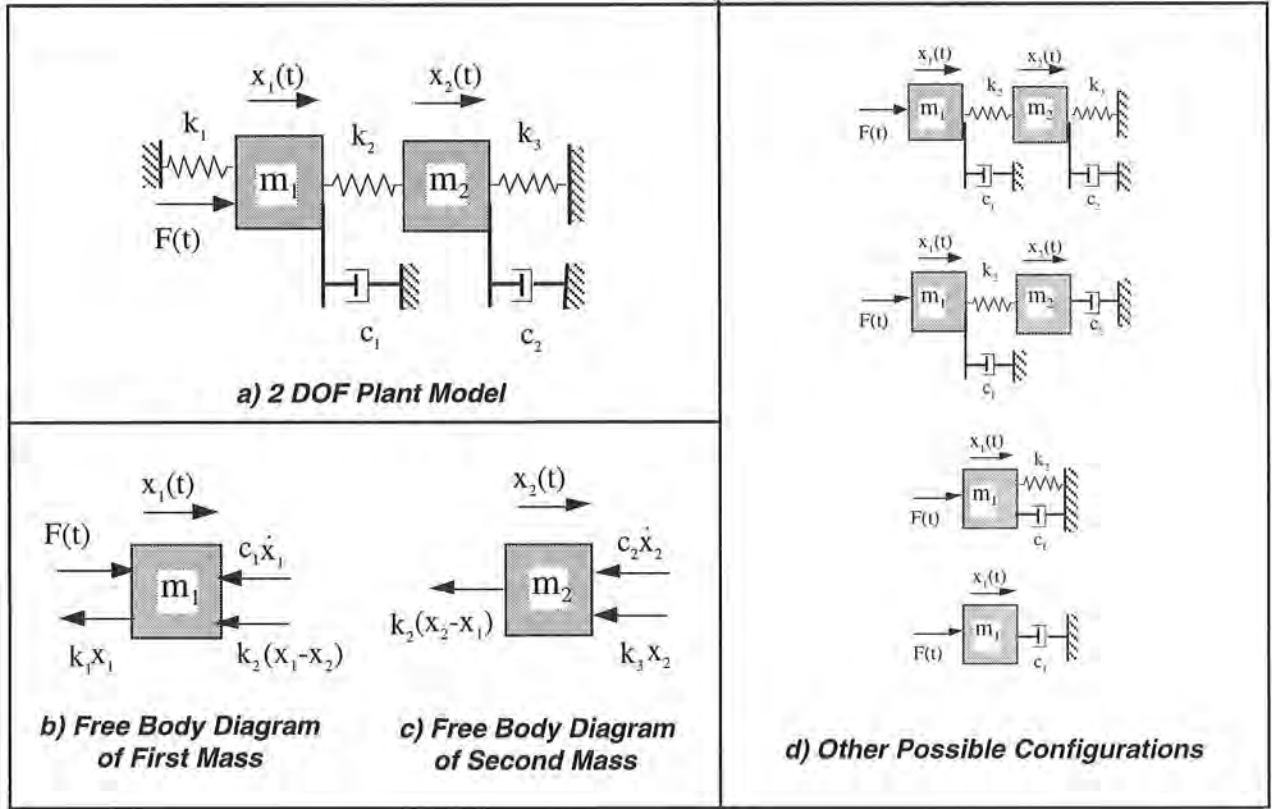 x₁(t) x₂(t)
k₁ k₂ k₃
m₁ m₂
F(t)
c₁ c₂
a) 2 DOF Plant Model
x₁(t) x₂(t)
F(t) c₁ẋ₁ c₂ẋ₂
m₁ m₂
k₁x₁ k₂(x₁-x₂) k₂(x₂-x₁) k₃x₂
b) Free Body Diagram
of First Mass
c) Free Body Diagram
of Second Mass
x₁(t) x₂(t)
k₂ k₃
m₁ m₂
F(t)
c₁ c₂
x₁(t) x₂(t)
k₂
m₁ m₂
F(t)
c₁
x₁(t)
k₂
m₁
F(t)
c₁
x₁(t)
m₁
F(t)
c₁
d) Other Possible Configurations